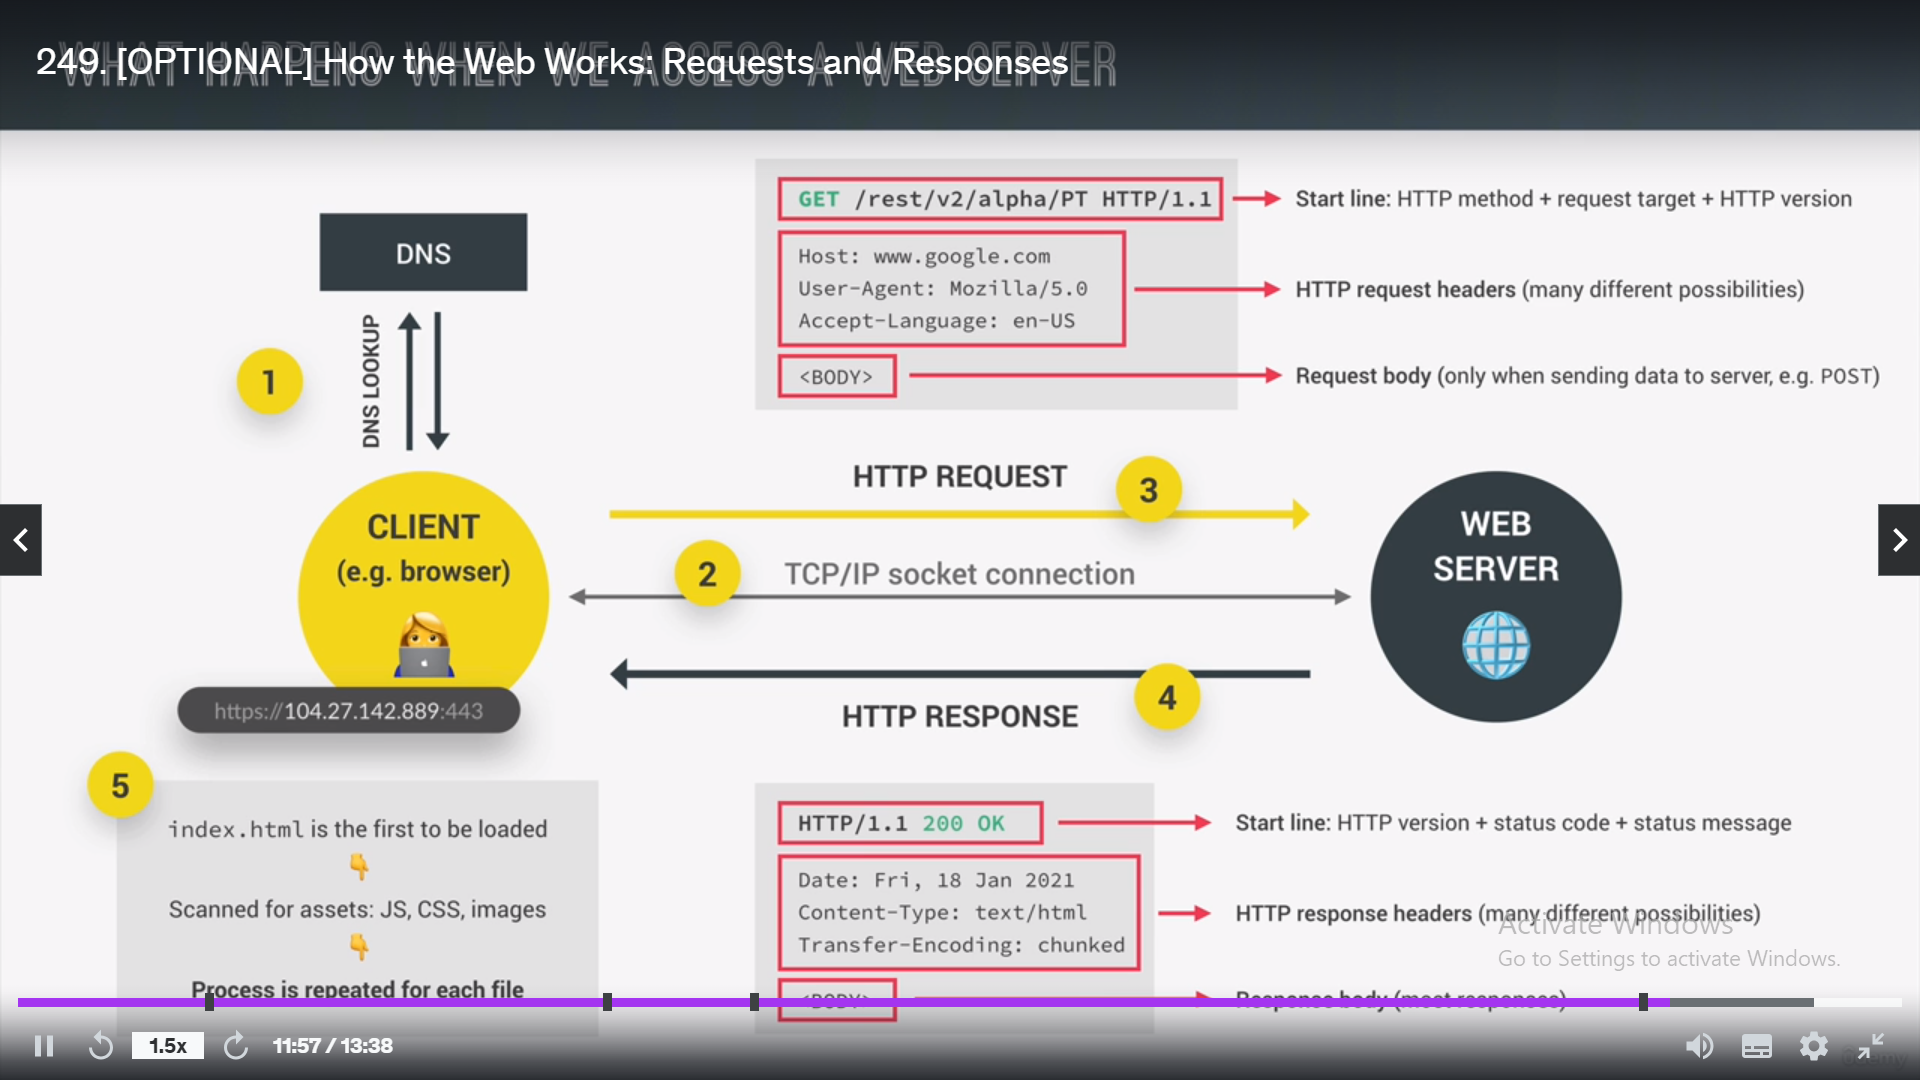 249. [OPTIONAL] How the Web Works: Requests and Responses
WHAT HAPPENS WHEN WE ACCESS A WEB SERVER
GET /rest/v2/alpha/PT HTTP/1.1
Start line: HTTP method + request target + HTTP version
Host: www.google.com
User-Agent: Mozilla/5.0
Accept-Language: en-US
HTTP request headers (many different possibilities)
<BODY>
Request body (only when sending data to server, e.g. POST)
DNS
DNS LOOKUP
1
HTTP REQUEST
3
CLIENT
(e.g. browser)
2
TCP/IP socket connection
WEB
SERVER
https://104.27.142.889:443
4
HTTP RESPONSE
5
index.html is the first to be loaded
Scanned for assets: JS, CSS, images
Process is repeated for each file
HTTP/1.1 200 OK
Start line: HTTP version + status code + status message
Date: Fri, 18 Jan 2021
Content-Type: text/html
Transfer-Encoding: chunked
HTTP response headers (many different possibilities)
<BODY>
Response body (most responses)
Activate Windows
Go to Settings to activate Windows.
1.5x
11:57 / 13:38
udemy